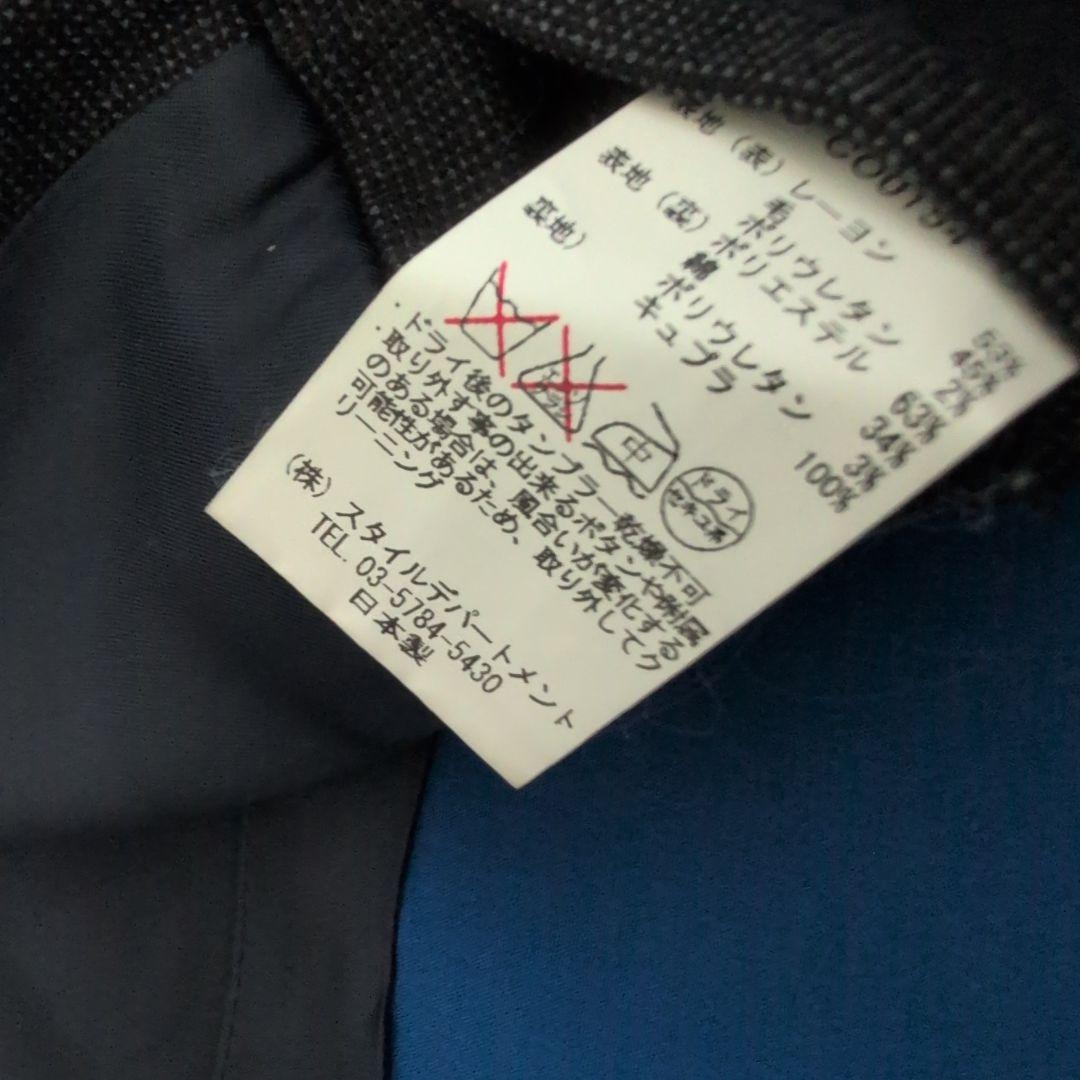 表地（表）レーヨン 53%
毛 45%
ポリウレタン 2%
表地（裏）ポリエステル 63%
綿 34%
ポリウレタン 3%
裏地）キュプラ 100%
中
ドライ
セキユ系
・ドライ後のタンブラー乾燥不可
・取り外す事の出来るボタンや附属
のある場合は、風合いが変化する
可能性があるため、取り外してク
リーニング
（株）スタイルデパートメント
TEL. 03-5784-5430
日本製